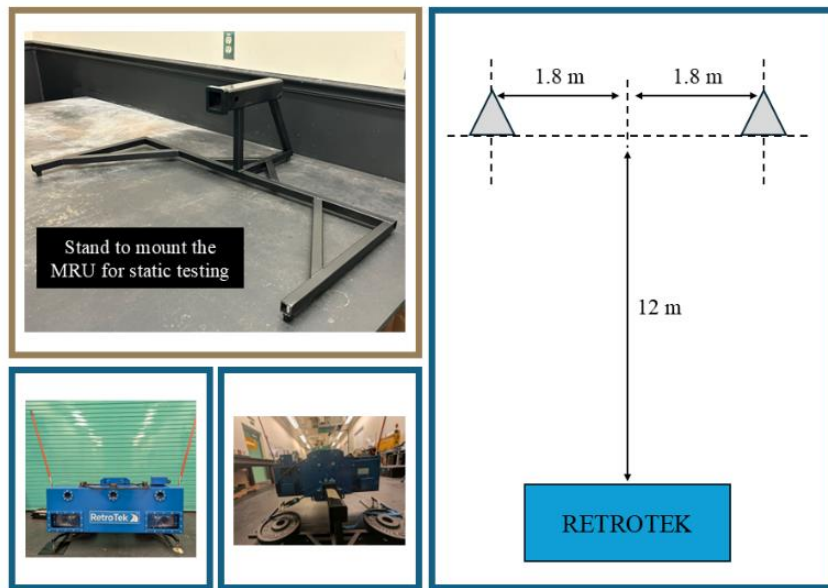 Stand to mount the
MRU for static testing
RetroTek
1.8 m
1.8 m
12 m
RETROTEK